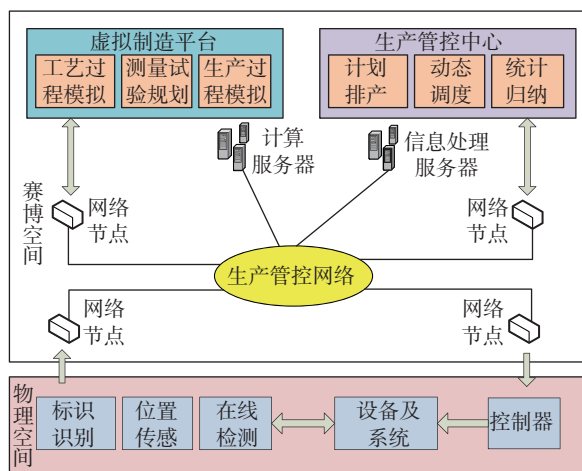 虚拟制造平台
工艺过
程模拟
测量试
验规划
生产过
程模拟
生产管控中心
计划
排产
动态
调度
统计
归纳
计算
服务器
信息处理
服务器
赛博空间
网络
节点
网络
节点
生产管控网络
网络
节点
网络
节点
物理空间
标识
识别
位置
传感
在线
检测
设备及
系统
控制器